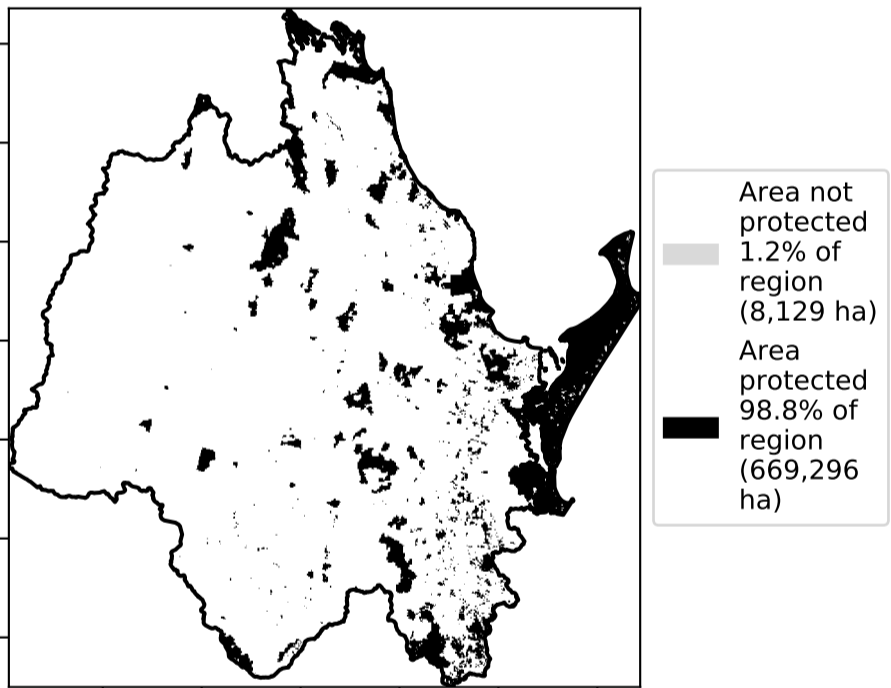 Area not
protected
1.2% of
region
(8,129 ha)
Area
protected
98.8% of
region
(669,296
ha)